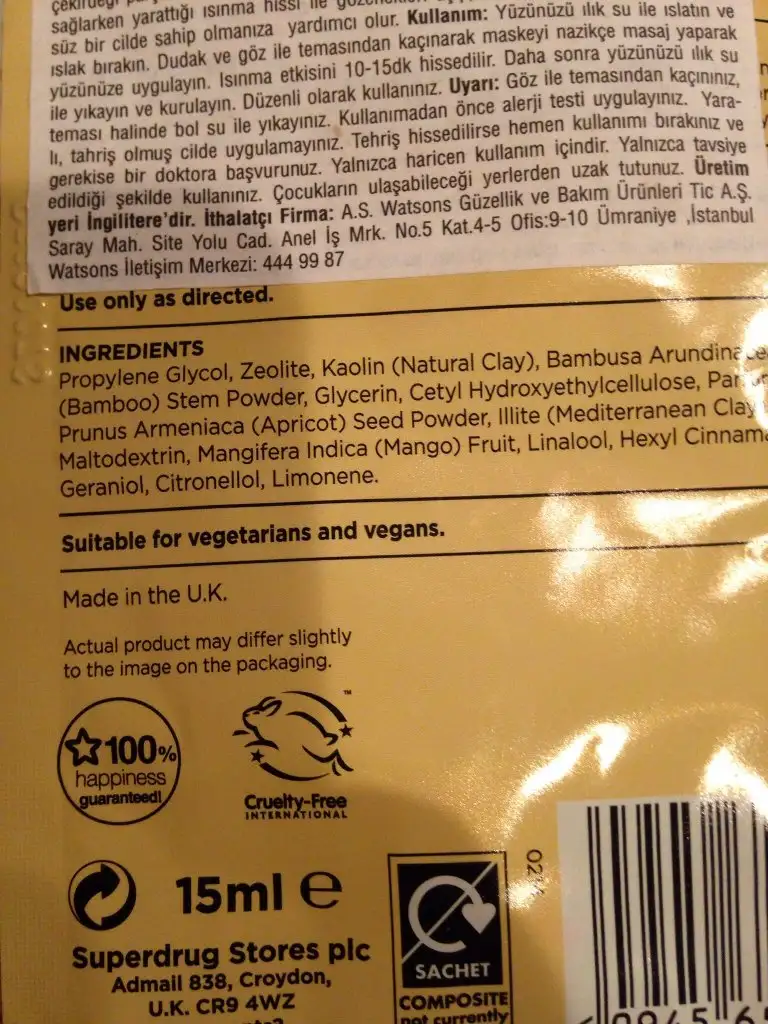 sağlarken yarattığı ısınma hissi ile
süz bir cilde sahip olmanıza yardımcı olur. Kullanım: Yüzünüzü ılık su ile ıslatın ve
ıslak bırakın. Dudak ve göz ile temasından kaçınarak maskeyi nazikçe masaj yaparak
yüzünüze uygulayın. Isınma etkisini 10-15dk hissedilir. Daha sonra yüzünüzü ılık su
ile yıkayın ve kurulayın. Düzenli olarak kullanınız. Uyarı: Göz ile temasından kaçınınız,
teması halinde bol su ile yıkayınız. Kullanımadan önce alerji testi uygulayınız. Yara-
lı, tahriş olmuş cilde uygulamayınız. Tehriş hissedilirse hemen kullanımı bırakınız ve
gerekise bir doktora başvurunuz. Yalnızca haricen kullanım içindir. Yalnızca tavsiye
edildiği şekilde kullanınız. Çocukların ulaşabileceği yerlerden uzak tutunuz. Üretim
yeri İngilitere'dir. İthalatçı Firma: A.S. Watsons Güzellik ve Bakım Ürünleri Tic A.Ş.
Saray Mah. Site Yolu Cad. Anel İş Mrk. No.5 Kat.4-5 Ofis:9-10 Ümraniye ,İstanbul
Watsons İletişim Merkezi: 444 99 87
Use only as directed.
INGREDIENTS
Propylene Glycol, Zeolite, Kaolin (Natural Clay), Bambusa
(Bamboo) Stem Powder, Glycerin, Cetyl Hydroxyethylcellulose,
Prunus Armeniaca (Apricot) Seed Powder, Illite (Mediterranean Clay
Maltodextrin, Mangifera Indica (Mango) Fruit, Linalool, Hexyl
Geraniol, Citronellol, Limonene.
Suitable for vegetarians and vegans.
Made in the U.K.
Actual product may differ slightly
to the image on the packaging.
100%
happiness
guaranteed!
TM
Cruelty-Free
INTERNATIONAL
15ml e
Superdrug Stores plc
Admail 838, Croydon,
U.K. CR9 4WZ
SACHET
COMPOSITE
not currently